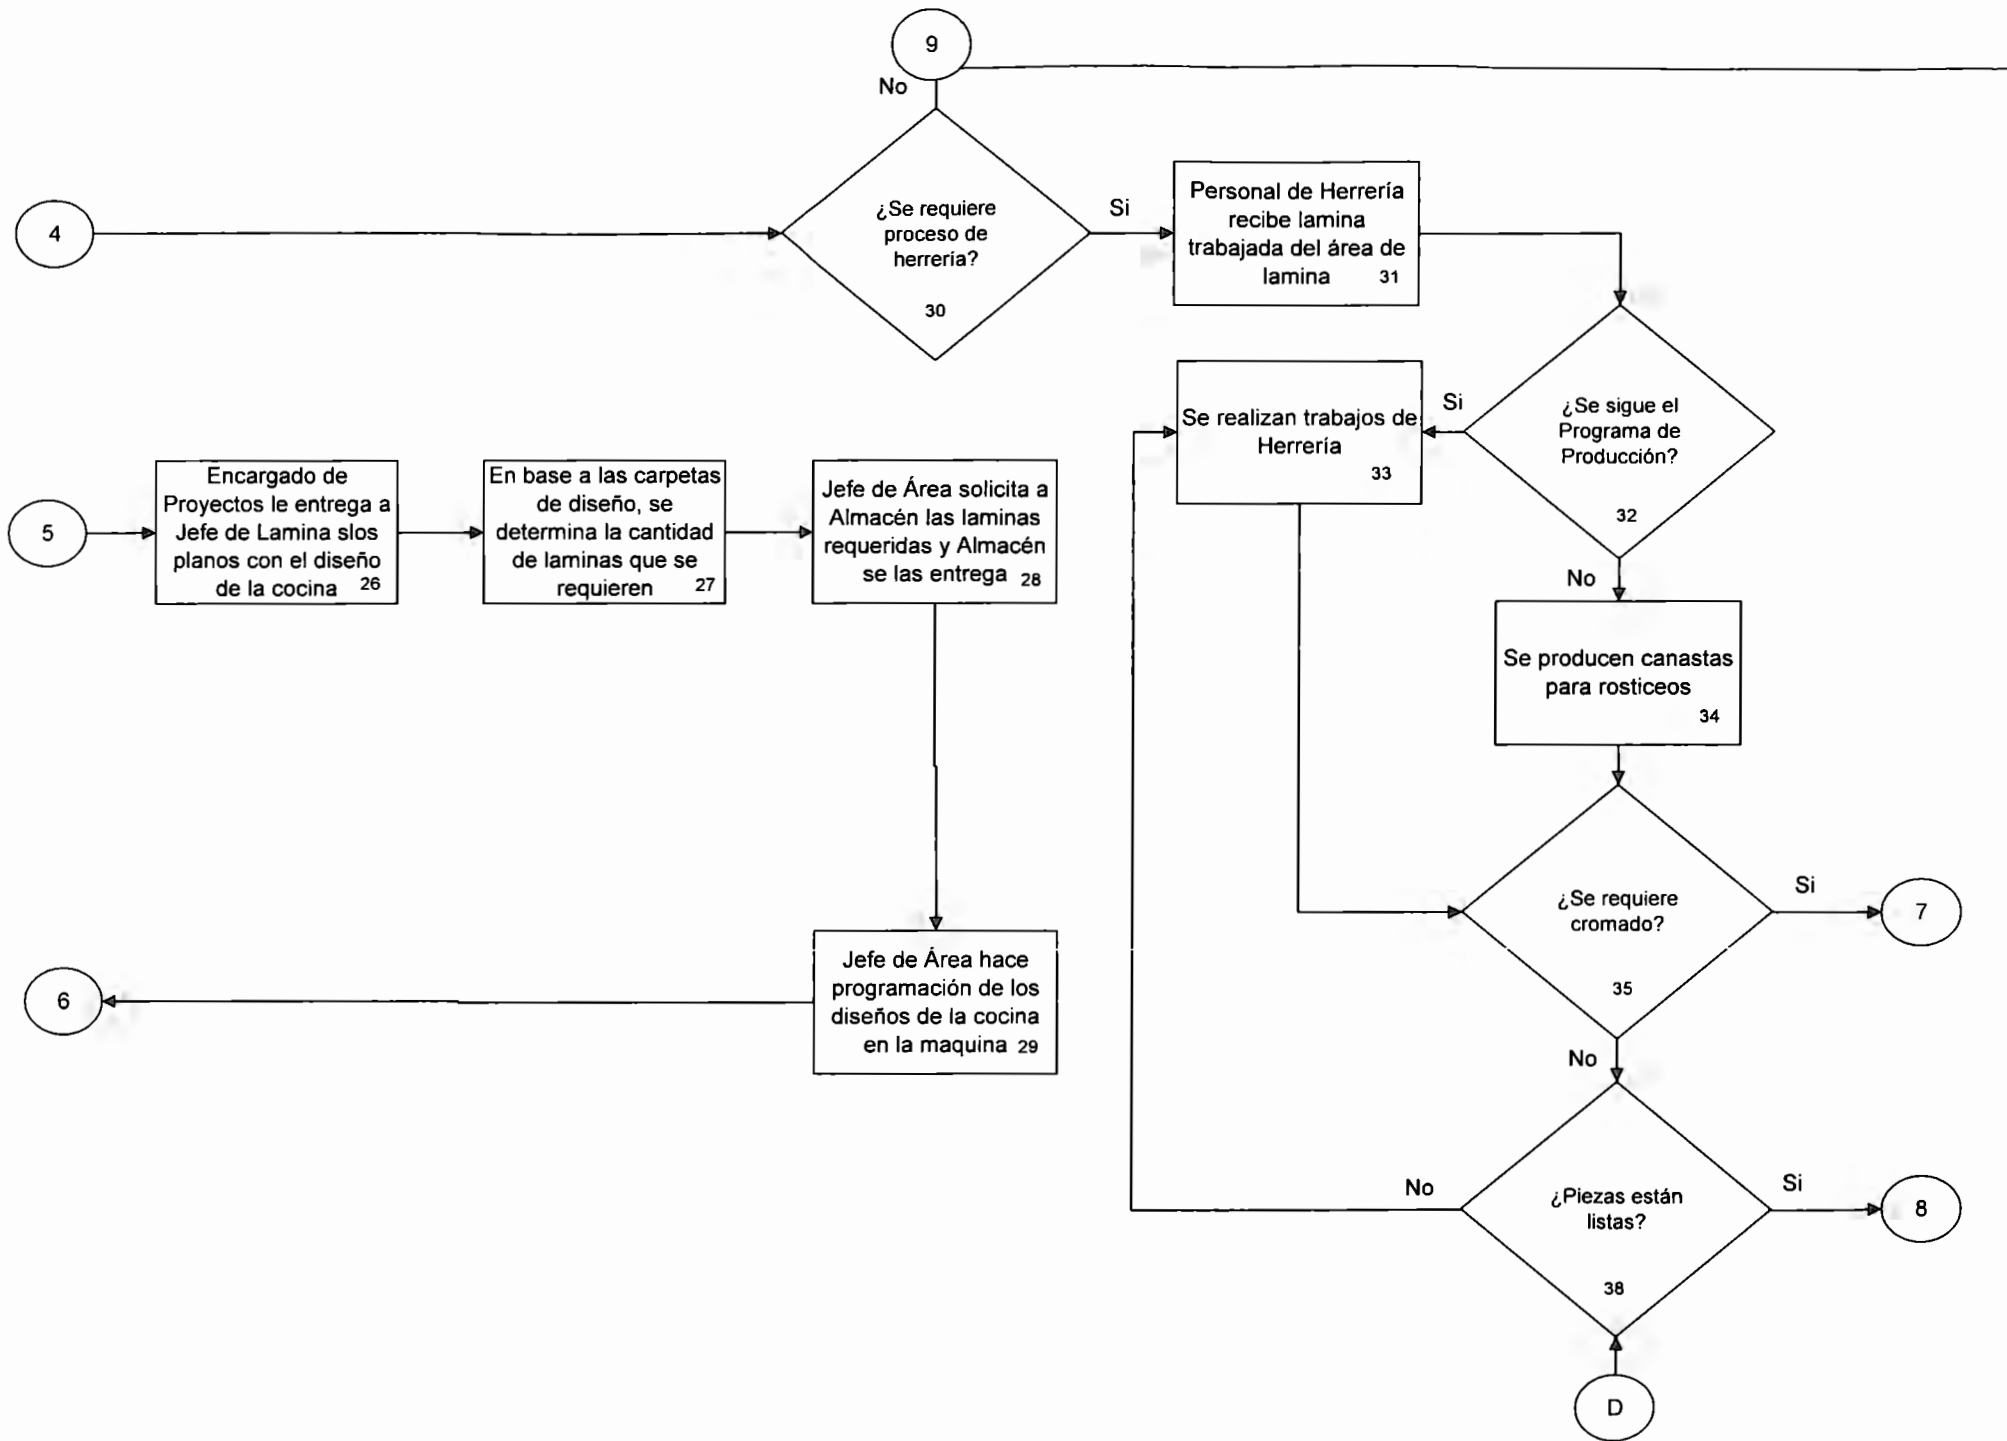 9
No
4
¿Se requiere
proceso de
herrería?
30
Si
Personal de Herrería
recibe lamina
trabajada del área de
lamina 31
¿Se sigue el
Programa de
Producción?
32
Si
Se realizan trabajos de
Herrería
33
No
5
Encargado de
Proyectos le entrega a
Jefe de Lamina slos
planos con el diseño
de la cocina 26
En base a las carpetas
de diseño, se
determina la cantidad
de laminas que se
requieren 27
Jefe de Área solicita a
Almacén las laminas
requeridas y Almacén
se las entrega 28
Se producen canastas
para rosticeos
34
¿Se requiere
cromado?
35
Si
7
No
6
Jefe de Área hace
programación de los
diseños de la cocina
en la maquina 29
No
¿Piezas están
listas?
38
Si
8
D